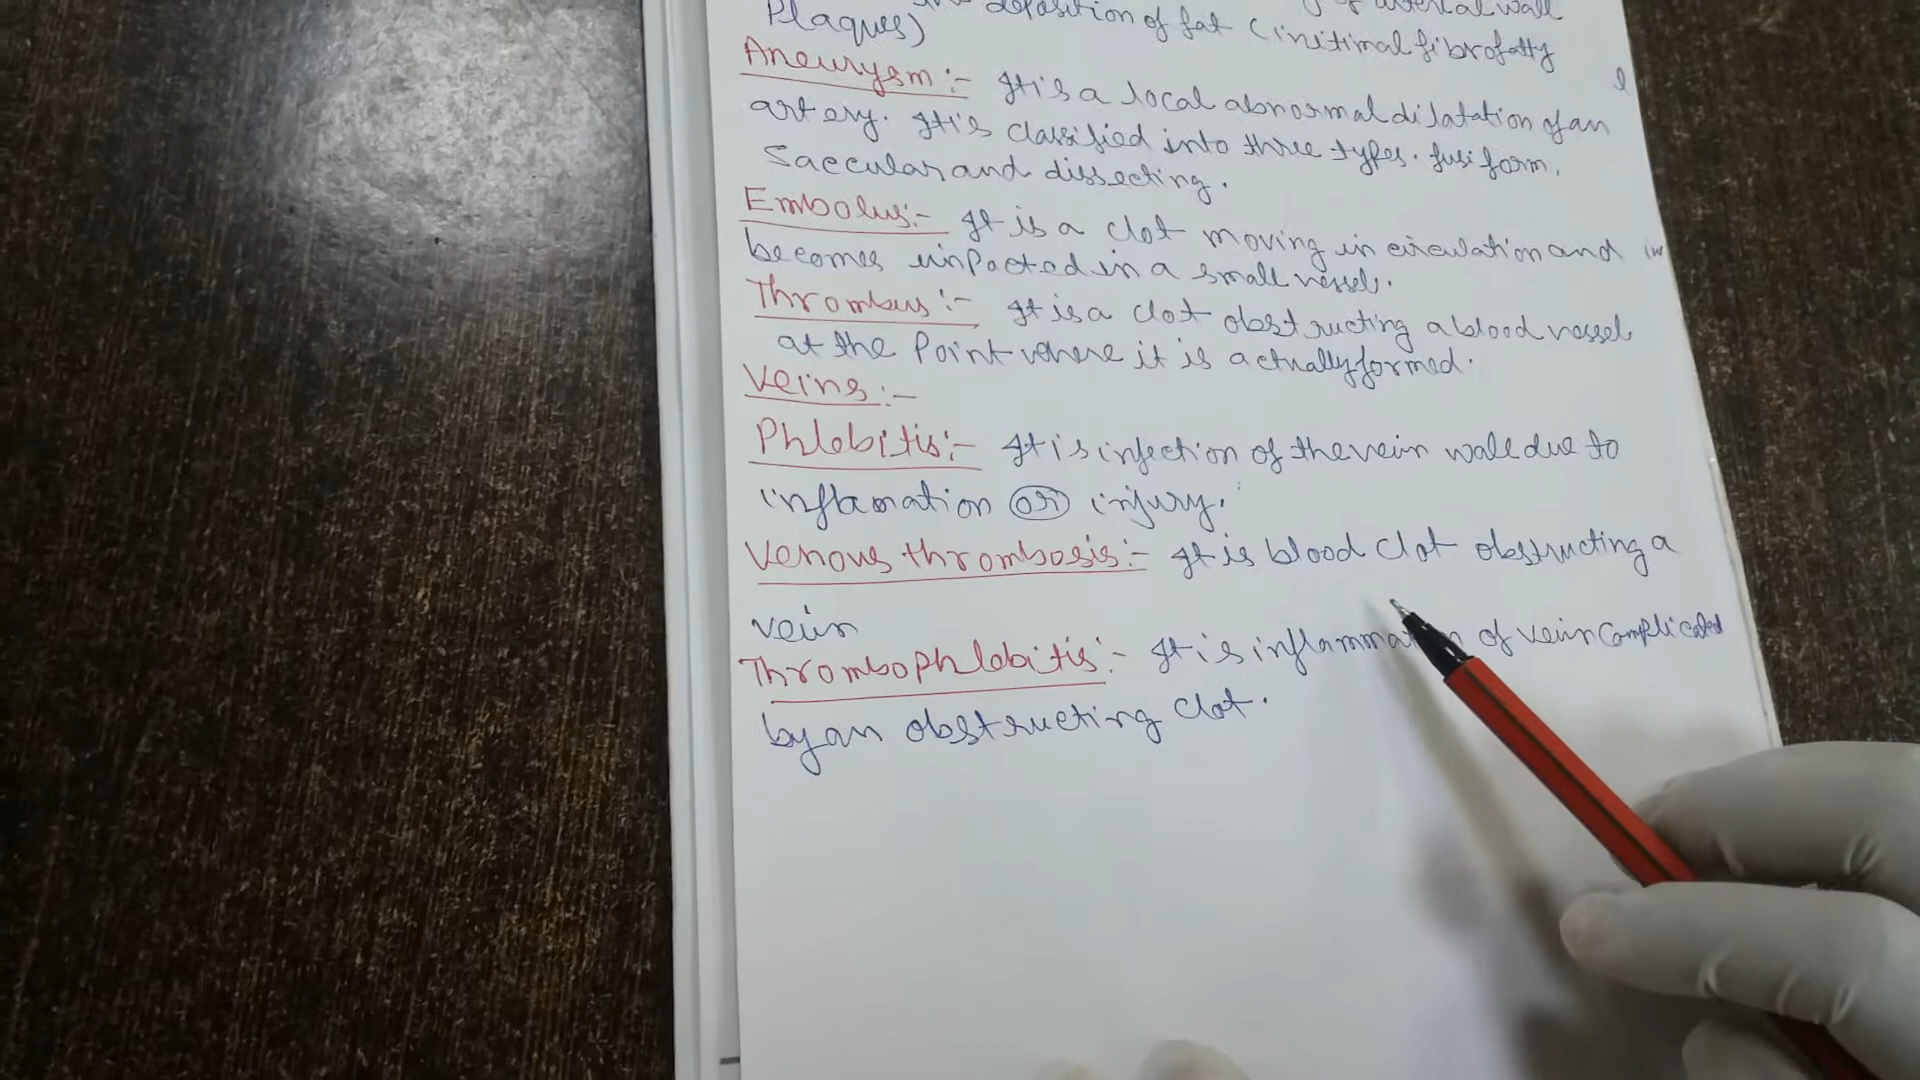 deposition of fat (initimal fibrofatty
Plaques)
Aneurysm:- It is a local abnormal dilatation of an
artery. It is classified into three types. fusiform,
Saccular and dissecting.
Embolus:- It is a clot moving in circulation and
becomes impacted in a small vessel.
Thrombus:- It is a clot obstructing a blood vessel
at the Point where it is actually formed.
Veins:-
Phlebitis:- It is infection of the vein wall due to
inflamation or injury.
Venous thrombosis:- It is blood clot obstructing a
vein
Thrombophlebitis:- It is inflammation of vein complicated
by an obstructing clot.